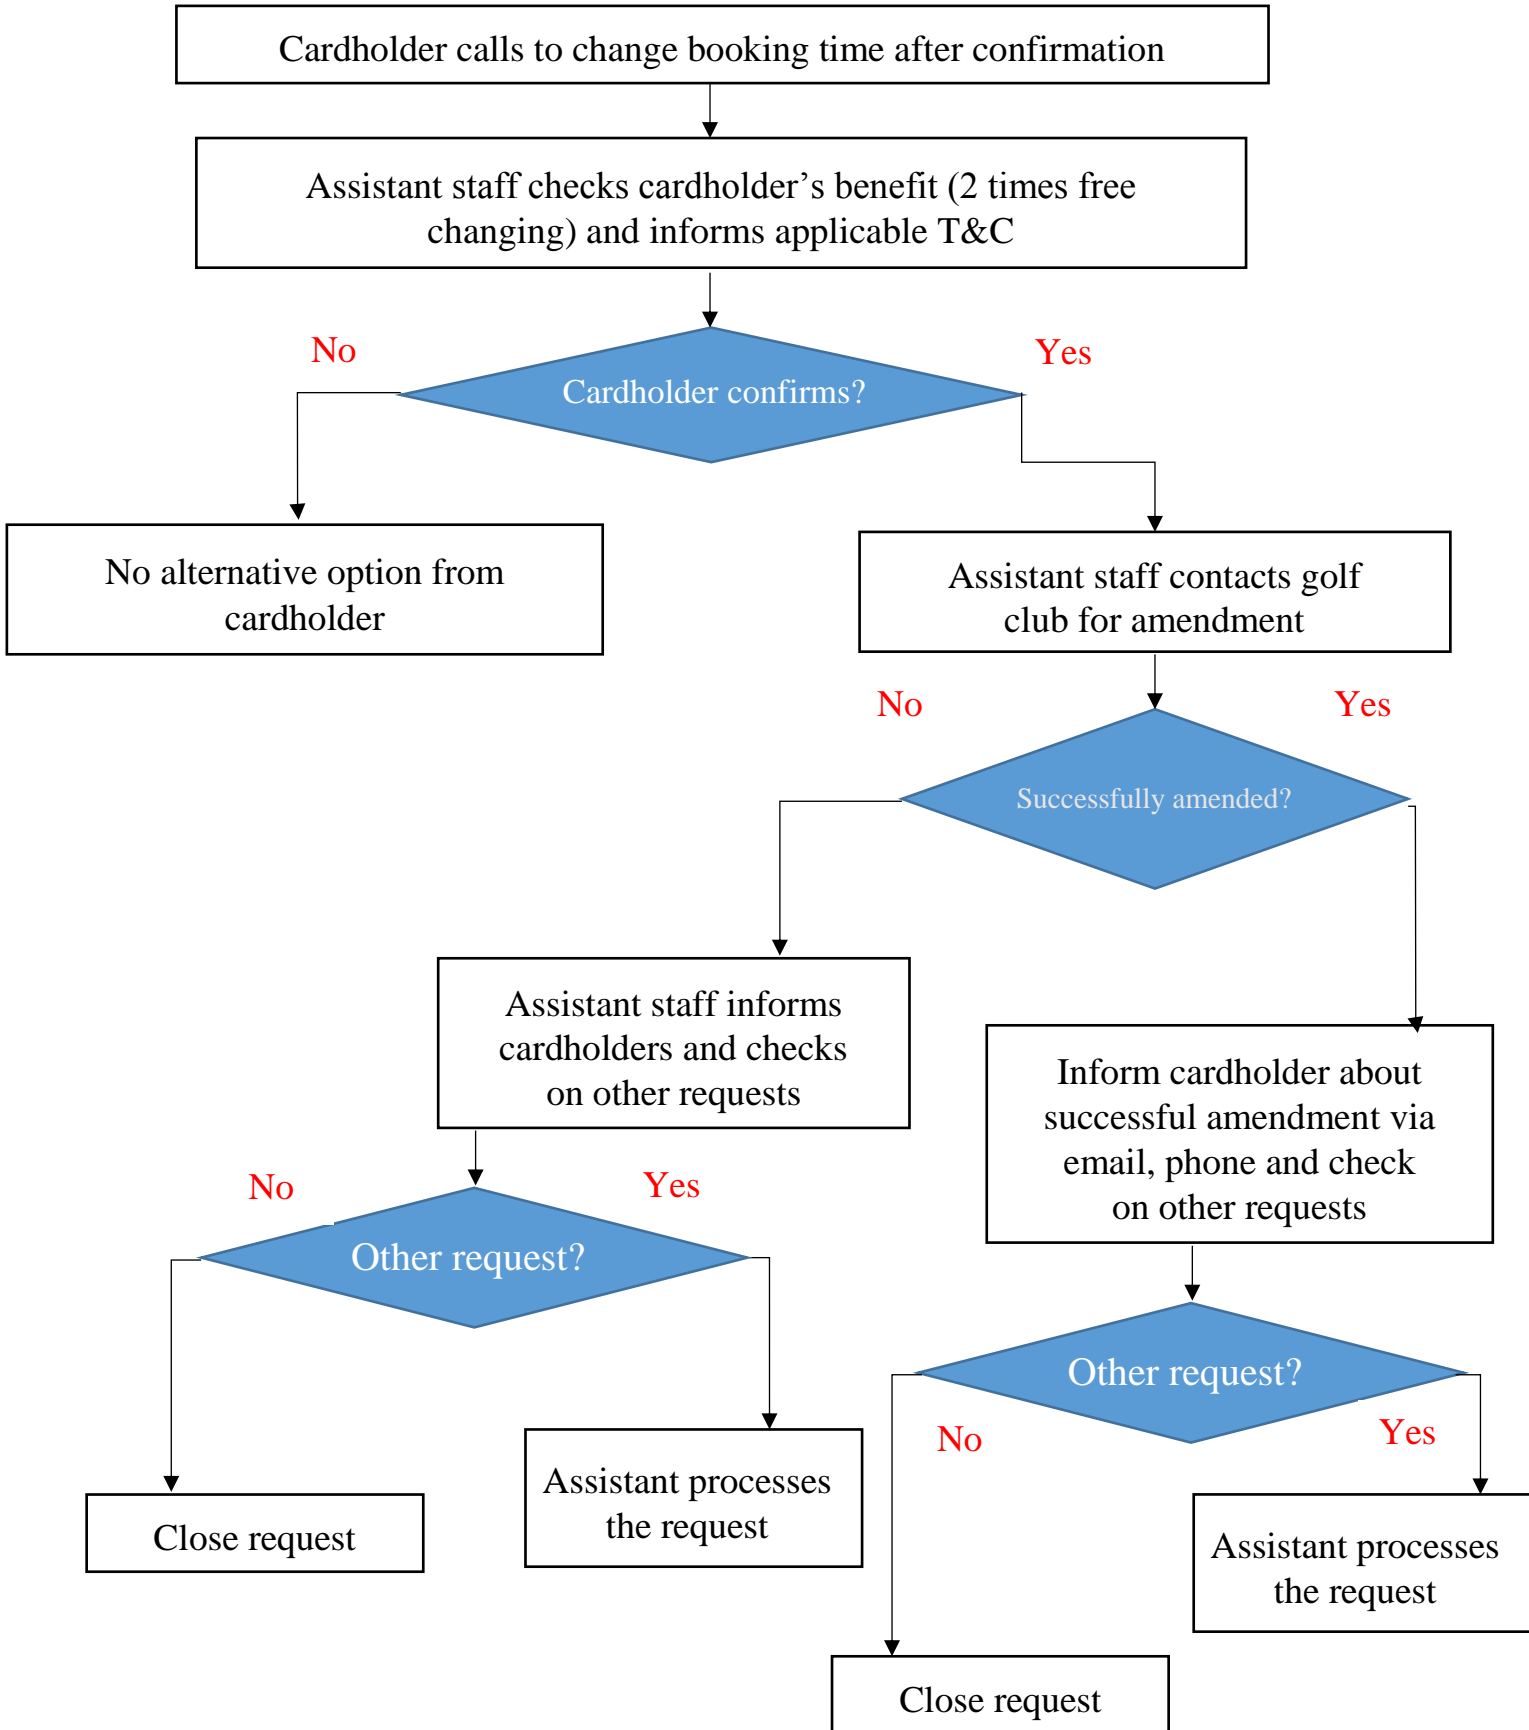 Cardholder calls to change booking time after confirmation
Assistant staff checks cardholder’s benefit (2 times free
changing) and informs applicable T&C
No
Yes
Cardholder confirms?
No alternative option from
cardholder
Assistant staff contacts golf
club for amendment
No
Yes
Successfully amended?
Assistant staff informs
cardholders and checks
on other requests
Inform cardholder about
successful amendment via
email, phone and check
on other requests
No
Yes
Other request?
Other request?
No
Yes
Assistant processes
the request
Close request
Assistant processes
the request
Close request